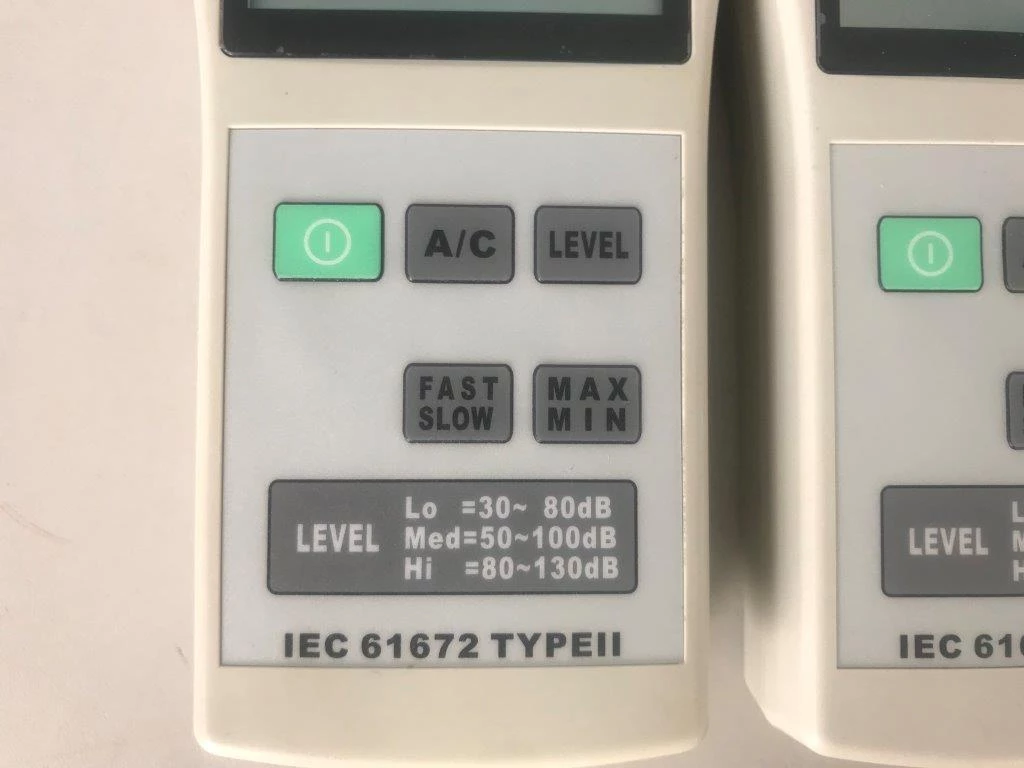 A/C
LEVEL
FAST
SLOW
MAX
MIN
LEVEL
Lo =30~ 80dB
Med=50~100dB
Hi =80~130dB
IEC 61672 TYPEII
LEVEL
IEC